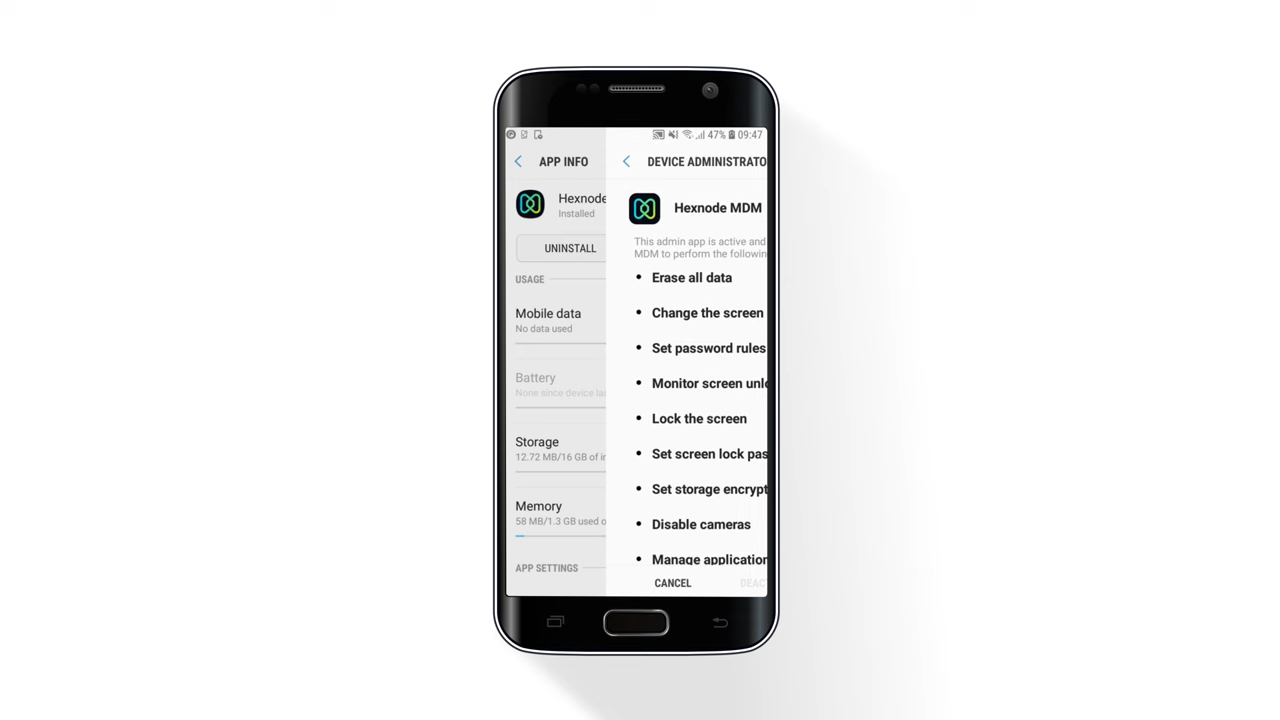 47% 09:47
APP INFO
Hexnode
Installed
UNINSTALL
USAGE
Mobile data
No data used
Battery
None since device
Storage
12.72 MB/16 GB of
Memory
58 MB/1.3 GB used
APP SETTINGS
DEVICE ADMINISTRATO
Hexnode MDM
This admin app is active and
MDM to perform the followin
• Erase all data
• Change the screen
• Set password rules
• Monitor screen
• Lock the screen
• Set screen lock pas
• Set storage encrypt
• Disable cameras
• Manage application
CANCEL DEAC